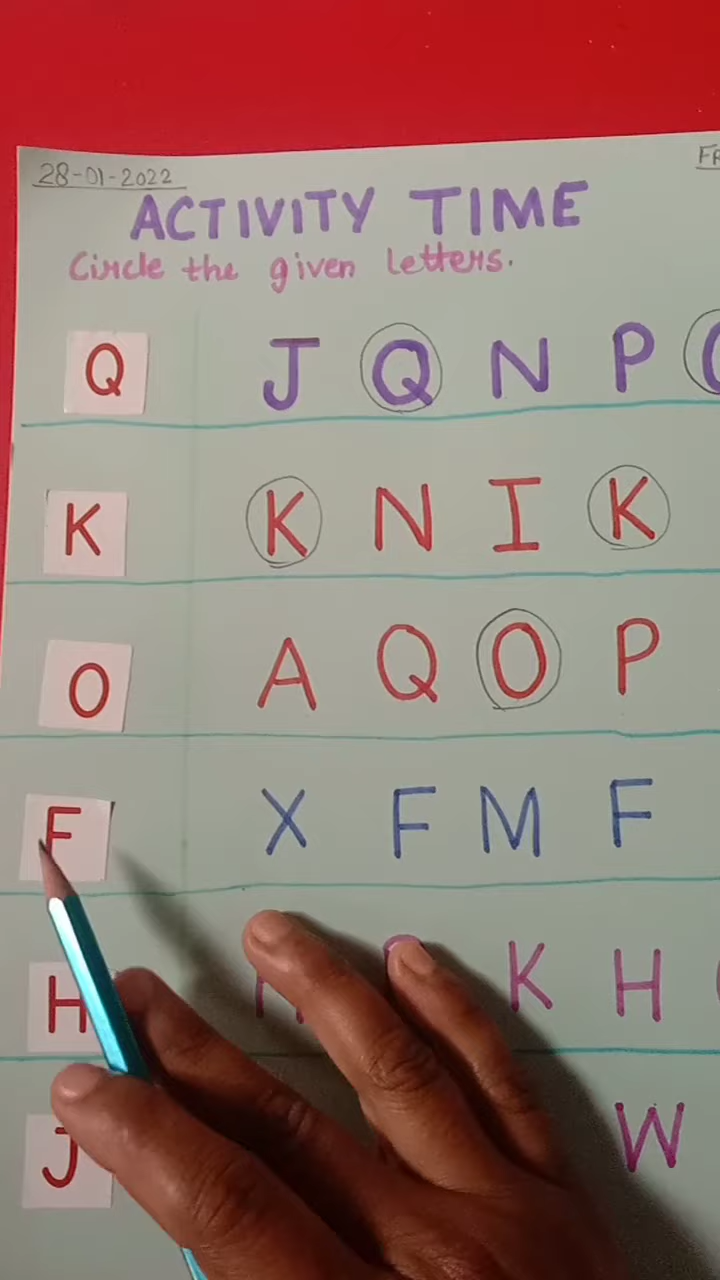 28-01-2022
ACTIVITY TIME
Circle the given letters.
Q J Q N P
K K N I K
O A Q O P
F X F M F
H K H
J W